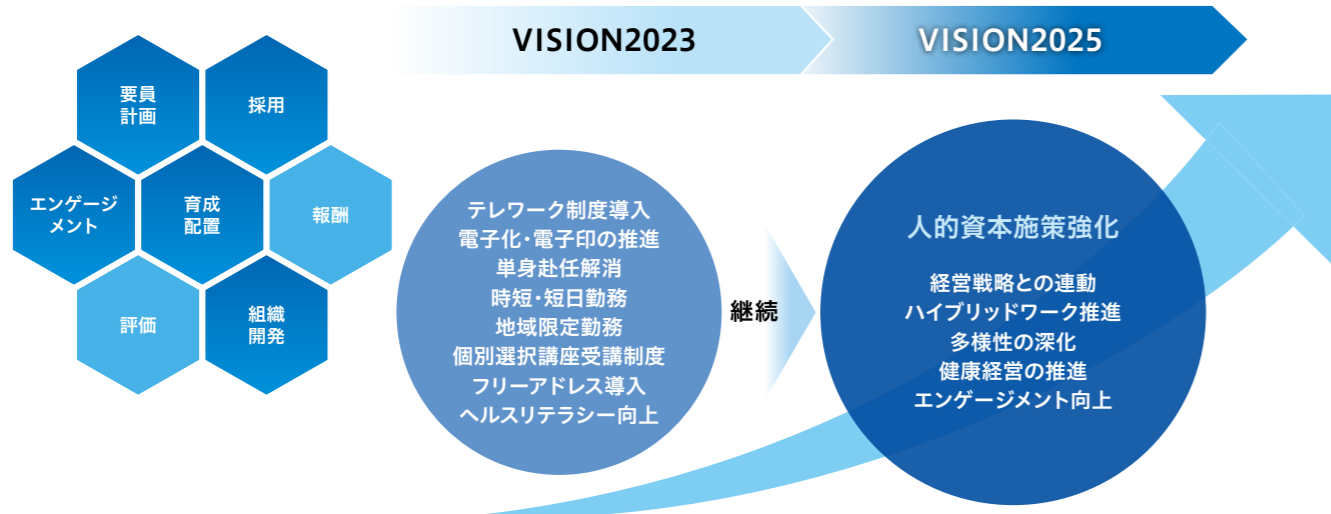 VISION2023
VISION2025
要員
計画
採用
エンゲージ
メント
育成
配置
報酬
評価
組織
開発
テレワーク制度導入
電子化・電子印の推進
単身赴任解消
時短・短日勤務
地域限定勤務
個別選択講座受講制度
フリーアドレス導入
ヘルスリテラシー向上
継続
人的資本施策強化
経営戦略との連動
ハイブリッドワーク推進
多様性の深化
健康経営の推進
エンゲージメント向上